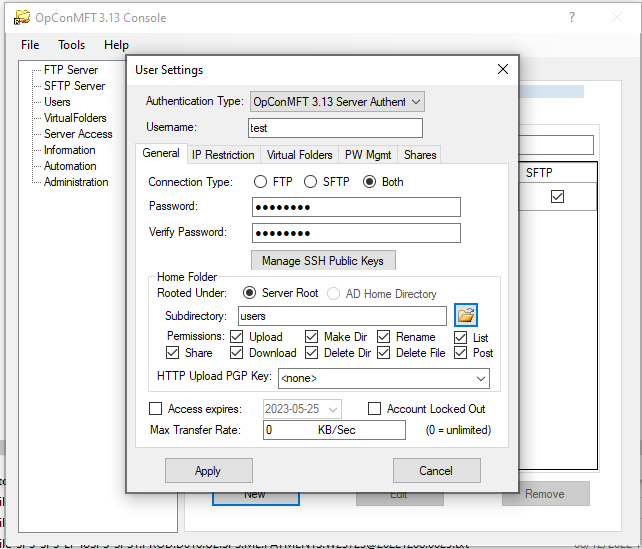 OpConMFT 3.13 Console
File Tools Help
FTP Server
SFTP Server
Users
VirtualFolders
Server Access
Information
Automation
Administration
User Settings
Authentication Type: OpConMFT 3.13 Server Authent
Username: test
General IP Restriction Virtual Folders PW Mgmt Shares
Connection Type: FTP SFTP Both
Password: ●●●●●●●●
Verify Password: ●●●●●●●●
Manage SSH Public Keys
Home Folder
Rooted Under: Server Root AD Home Directory
Subdirectory: users
Permissions: Upload Make Dir Rename List
Share Download Delete Dir Delete File Post
HTTP Upload PGP Key: <none>
Access expires: 2023-05-25 Account Locked Out
Max Transfer Rate: 0 KB/Sec (0 = unlimited)
Apply Cancel
SFTP
New Edit Remove